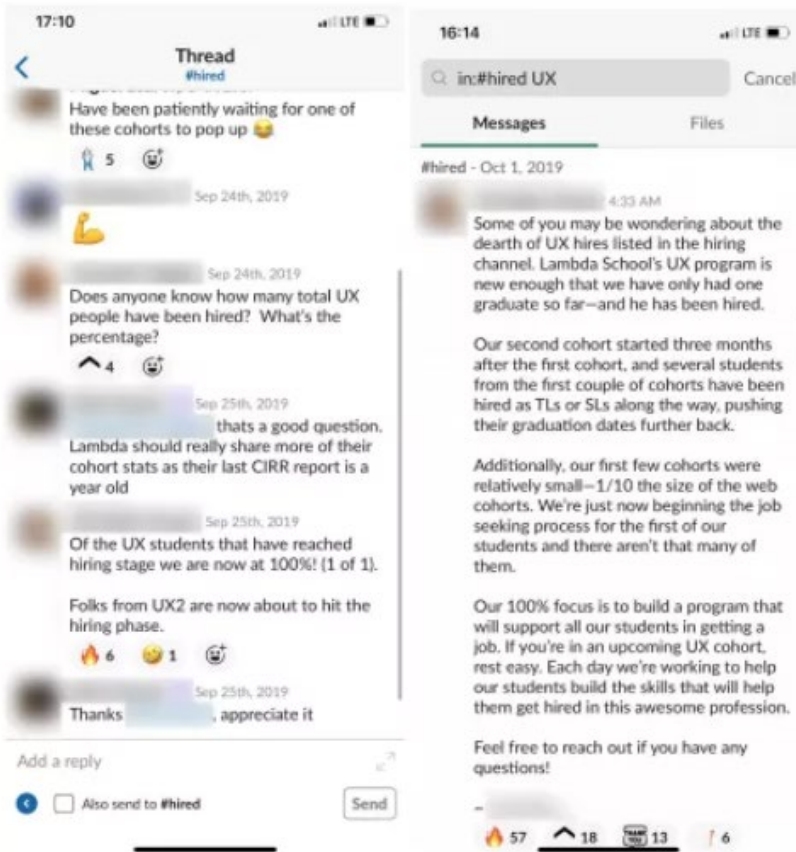 17:10
LTE
Thread
#hired
Have been patiently waiting for one of
these cohorts to pop up 😂
5
Sep 24th, 2019
💪
Sep 24th, 2019
Does anyone know how many total UX
people have been hired? What's the
percentage?
4
Sep 25th, 2019
thats a good question.
Lambda should really share more of their
cohort stats as their last CIRR report is a
year old
Sep 25th, 2019
Of the UX students that have reached
hiring stage we are now at 100%! (1 of 1).
Folks from UX2 are now about to hit the
hiring phase.
🔥 6 🤣 1
Sep 25th, 2019
Thanks , appreciate it
Add a reply
Also send to #hired
Send
16:14
LTE
in:#hired UX
Cancel
Messages
Files
#hired - Oct 1, 2019
4:33 AM
Some of you may be wondering about the
dearth of UX hires listed in the hiring
channel. Lambda School's UX program is
new enough that we have only had one
graduate so far—and he has been hired.
Our second cohort started three months
after the first cohort, and several students
from the first couple of cohorts have been
hired as TLs or SLs along the way, pushing
their graduation dates further back.
Additionally, our first few cohorts were
relatively small—1/10 the size of the web
cohorts. We're just now beginning the job
seeking process for the first of our
students and there aren't that many of
them.
Our 100% focus is to build a program that
will support all our students in getting a
job. If you're in an upcoming UX cohort,
rest easy. Each day we're working to help
our students build the skills that will help
them get hired in this awesome profession.
Feel free to reach out if you have any
questions!
–
🔥 57 18 THANK YOU 13 6